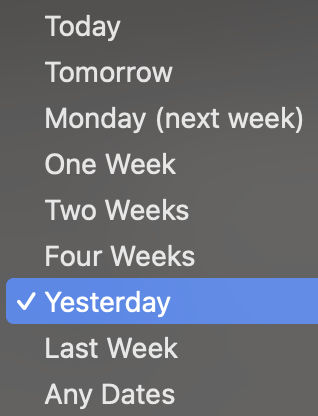 Today
Tomorrow
Monday (next week)
One Week
Two Weeks
Four Weeks
✓ Yesterday
Last Week
Any Dates